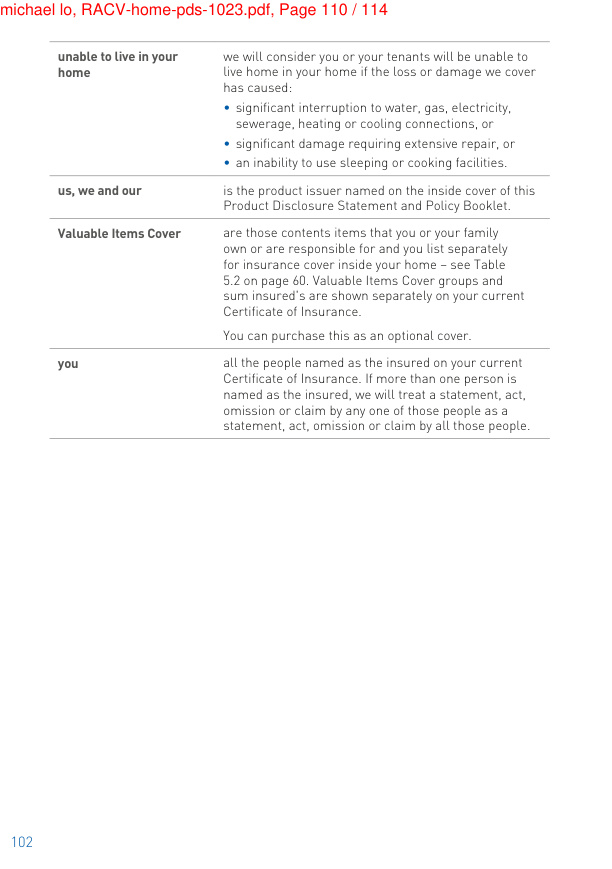 michael lo, RACV-home-pds-1023.pdf, Page 110 / 114
unable to live in your
home
we will consider you or your tenants will be unable to
live home in your home if the loss or damage we cover
has caused:
• significant interruption to water, gas, electricity,
sewerage, heating or cooling connections, or
• significant damage requiring extensive repair, or
• an inability to use sleeping or cooking facilities.
us, we and our
is the product issuer named on the inside cover of this
Product Disclosure Statement and Policy Booklet.
Valuable Items Cover
are those contents items that you or your family
own or are responsible for and you list separately
for insurance cover inside your home – see Table
5.2 on page 60. Valuable Items Cover groups and
sum insured's are shown separately on your current
Certificate of Insurance.
You can purchase this as an optional cover.
you
all the people named as the insured on your current
Certificate of Insurance. If more than one person is
named as the insured, we will treat a statement, act,
omission or claim by any one of those people as a
statement, act, omission or claim by all those people.
102